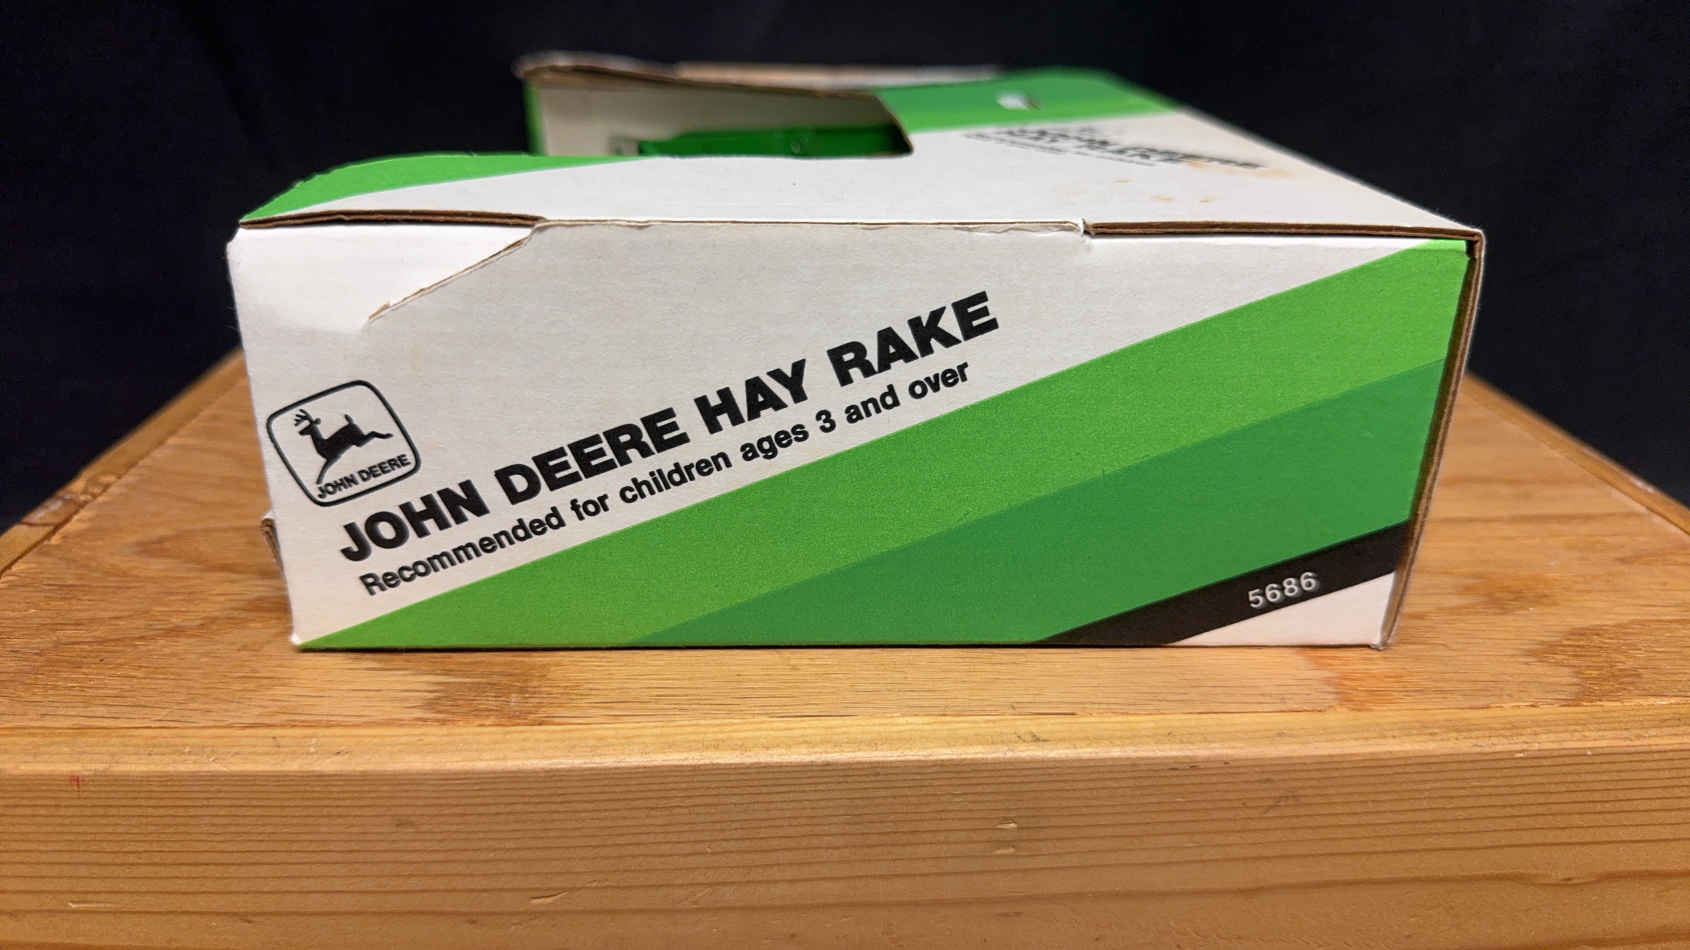 JOHN DEERE
JOHN DEERE HAY RAKE
Recommended for children ages 3 and over
5686